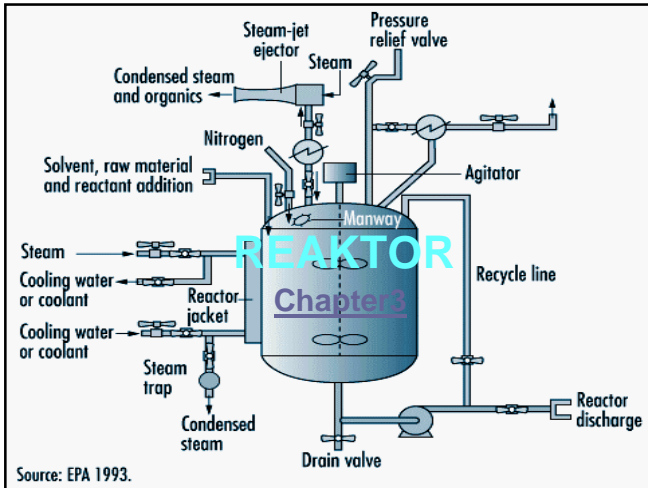 Pressure
relief valve
Steam-jet
ejector
Steam
Condensed steam
and organics
Nitrogen
Solvent, raw material
and reactant addition
Agitator
Manway
REAKTOR
Chapter3
Steam
Cooling water
or coolant
Reactor
jacket
Recycle line
Cooling water
or coolant
Steam
trap
Condensed
steam
Reactor
discharge
Drain valve
Source: EPA 1993.